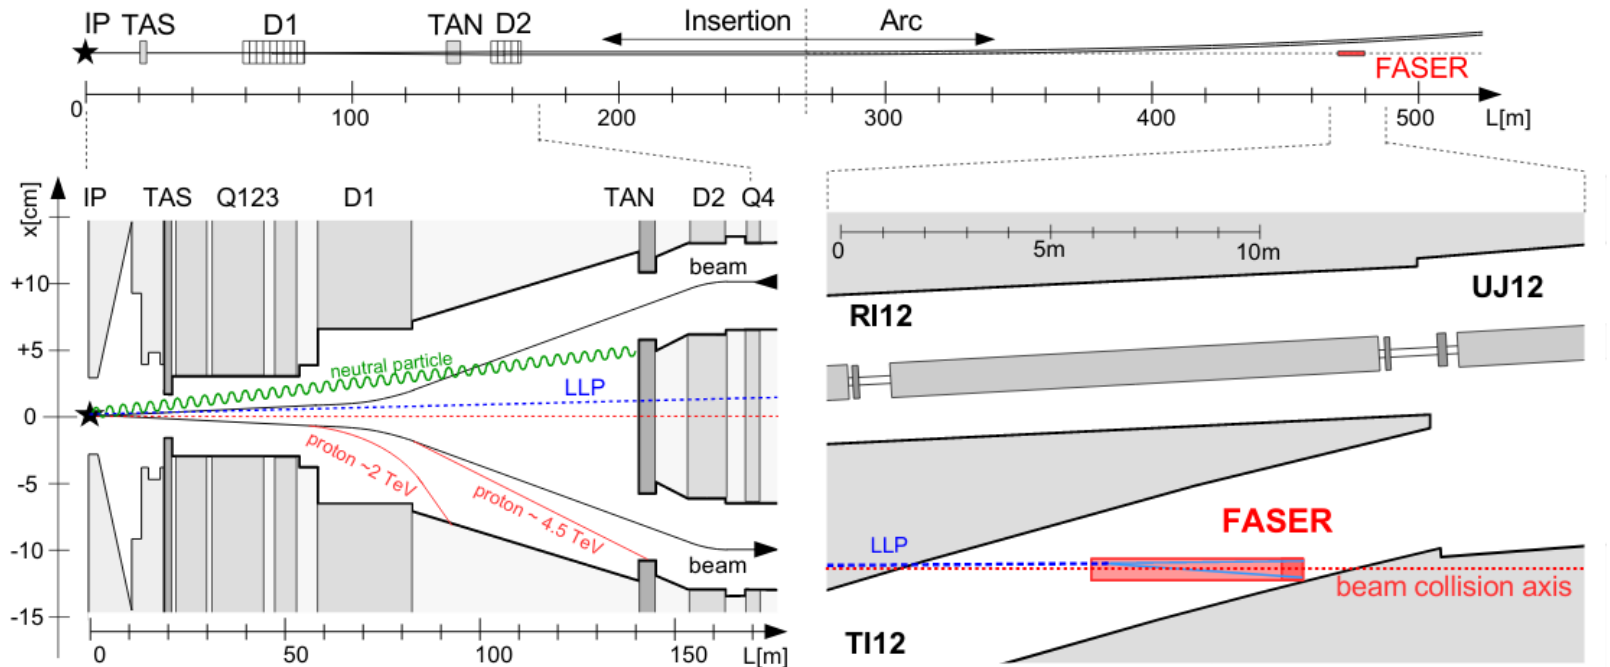 IP TAS D1 TAN D2 Insertion Arc
FASER
0 100 200 300 400 500 L[m]
x[cm]
IP TAS Q123 D1 TAN D2 Q4
+10
+5
0
-5
-10
-15
beam
neutral particle
LLP
proton ~2 TeV
proton ~ 4.5 TeV
beam
0 50 100 150 L[m]
0 5m 10m
RI12
UJ12
FASER
LLP
beam collision axis
TI12